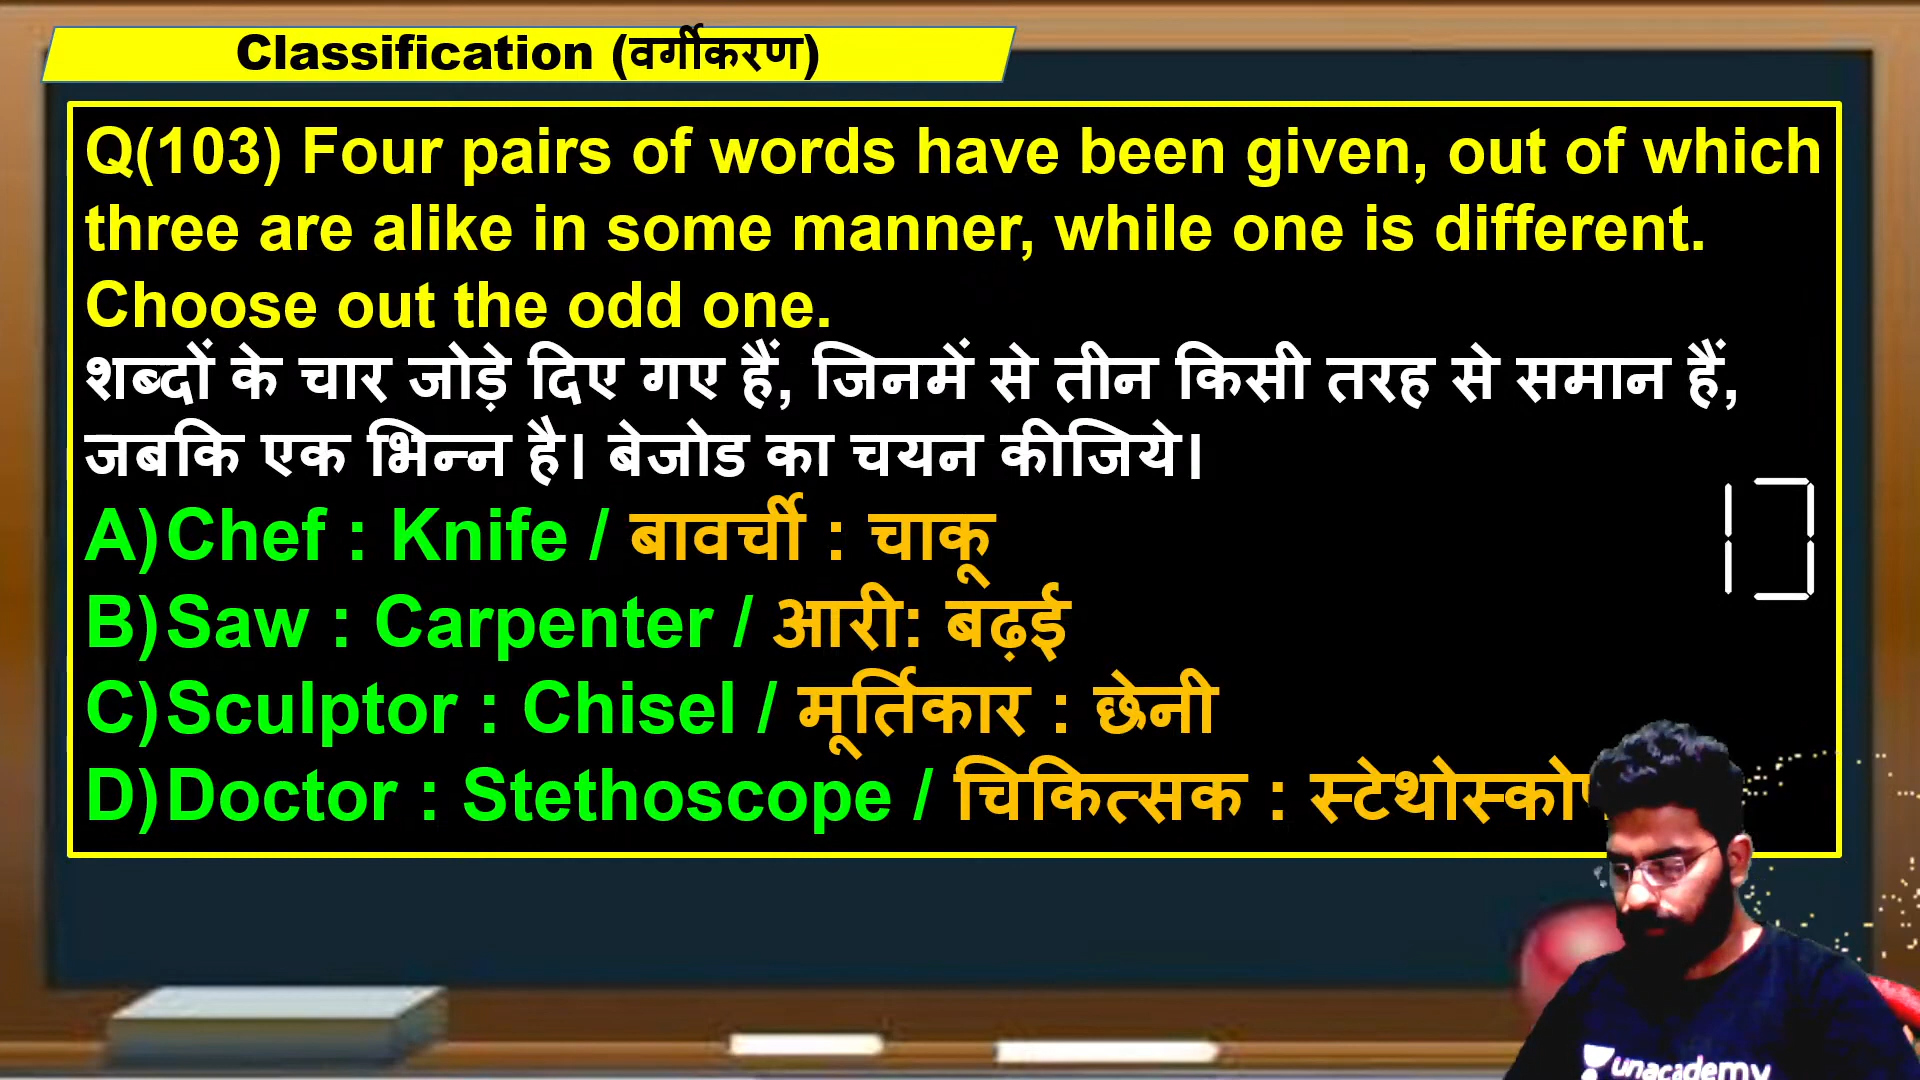 Classification (वर्गीकरण)
Q(103) Four pairs of words have been given, out of which
three are alike in some manner, while one is different.
Choose out the odd one.
शब्दों के चार जोड़े दिए गए हैं, जिनमें से तीन किसी तरह से समान हैं,
जबकि एक भिन्न है। बेजोड का चयन कीजिये।
A) Chef : Knife / बावर्ची : चाकू
B) Saw : Carpenter / आरी: बढ़ई
C) Sculptor : Chisel / मूर्तिकार : छेनी
D) Doctor : Stethoscope / चिकित्सक :
unacademy